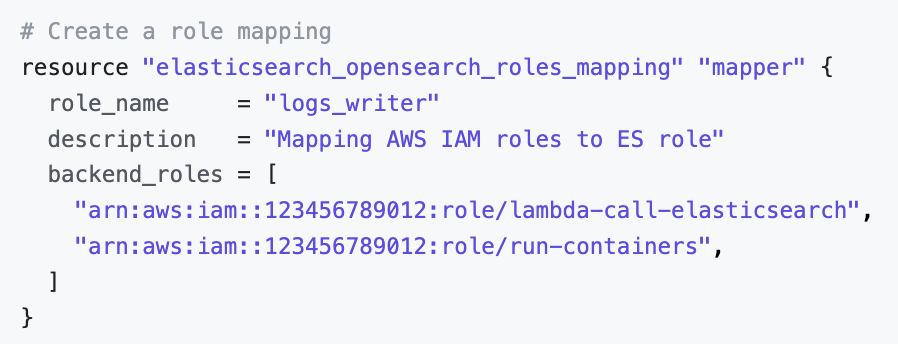 # Create a role mapping
resource "elasticsearch_opensearch_roles_mapping" "mapper" {
  role_name     = "logs_writer"
  description   = "Mapping AWS IAM roles to ES role"
  backend_roles = [
    "arn:aws:iam::123456789012:role/lambda-call-elasticsearch",
    "arn:aws:iam::123456789012:role/run-containers",
  ]
}